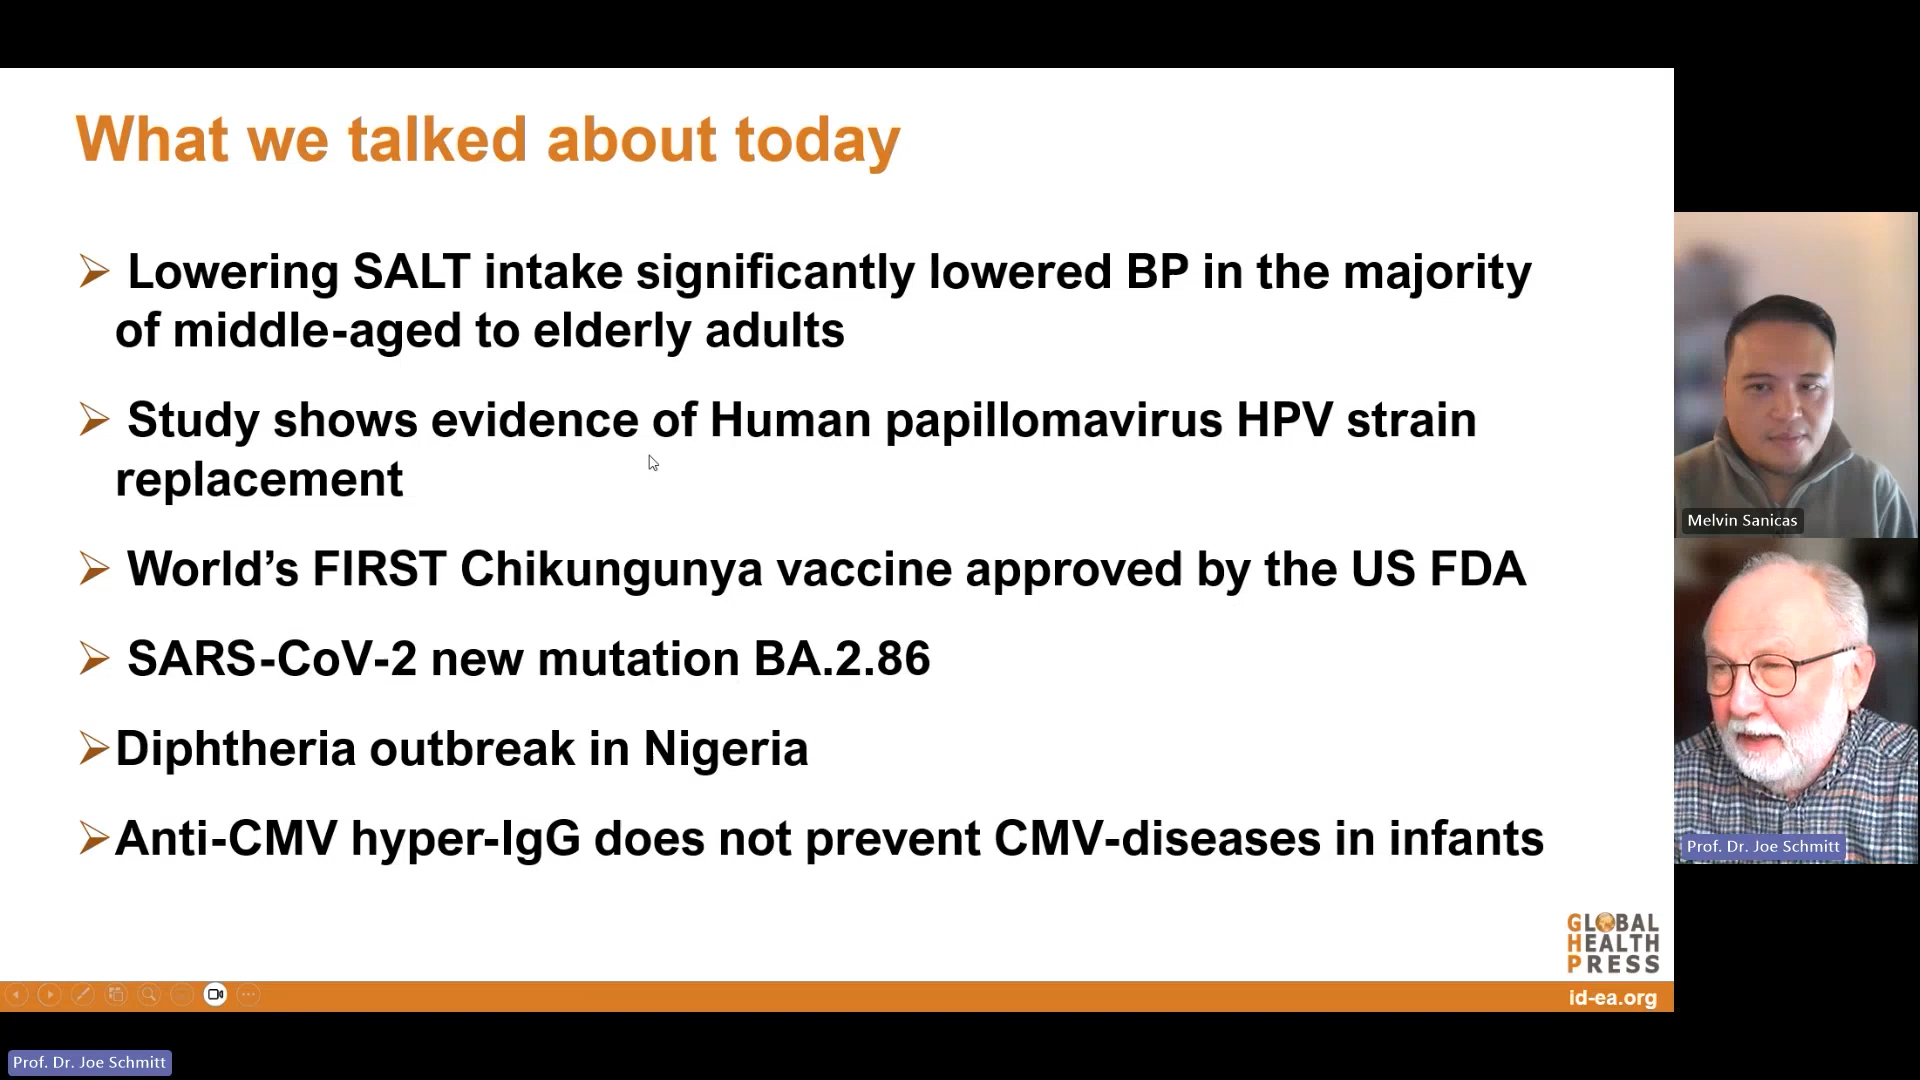 What we talked about today
Lowering SALT intake significantly lowered BP in the majority
of middle-aged to elderly adults
Study shows evidence of Human papillomavirus HPV strain
replacement
World’s FIRST Chikungunya vaccine approved by the US FDA
SARS-CoV-2 new mutation BA.2.86
Diphtheria outbreak in Nigeria
Anti-CMV hyper-IgG does not prevent CMV-diseases in infants
GLOBAL
HEALTH
PRESS
id-ea.org
Melvin Sanicas
Prof. Dr. Joe Schmitt
Prof. Dr. Joe Schmitt